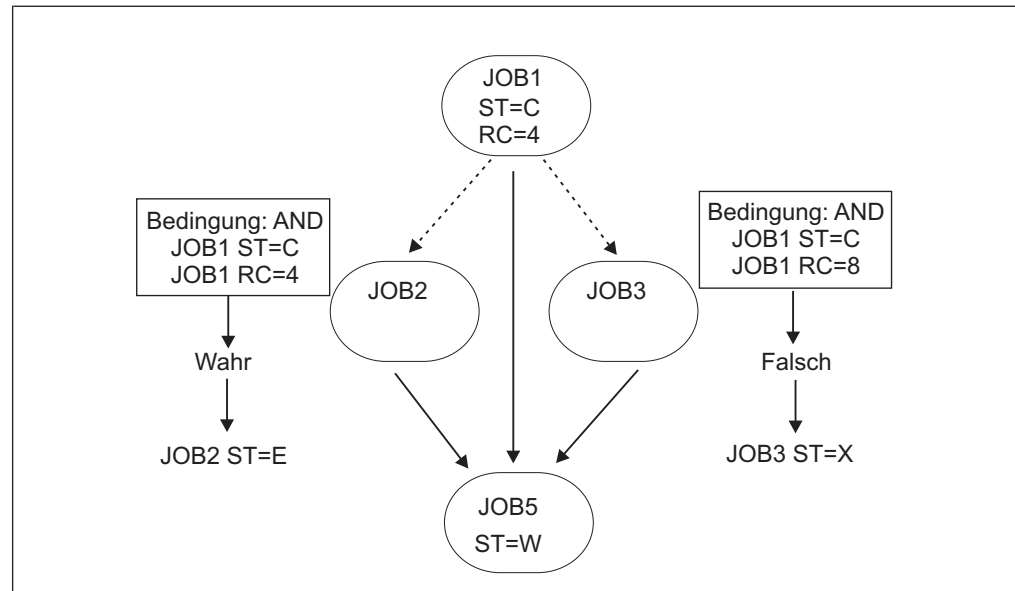 JOB1
ST=C
RC=4
Bedingung: AND
JOB1 ST=C
JOB1 RC=4
Bedingung: AND
JOB1 ST=C
JOB1 RC=8
JOB2
JOB3
Wahr
Falsch
JOB2 ST=E
JOB3 ST=X
JOB5
ST=W